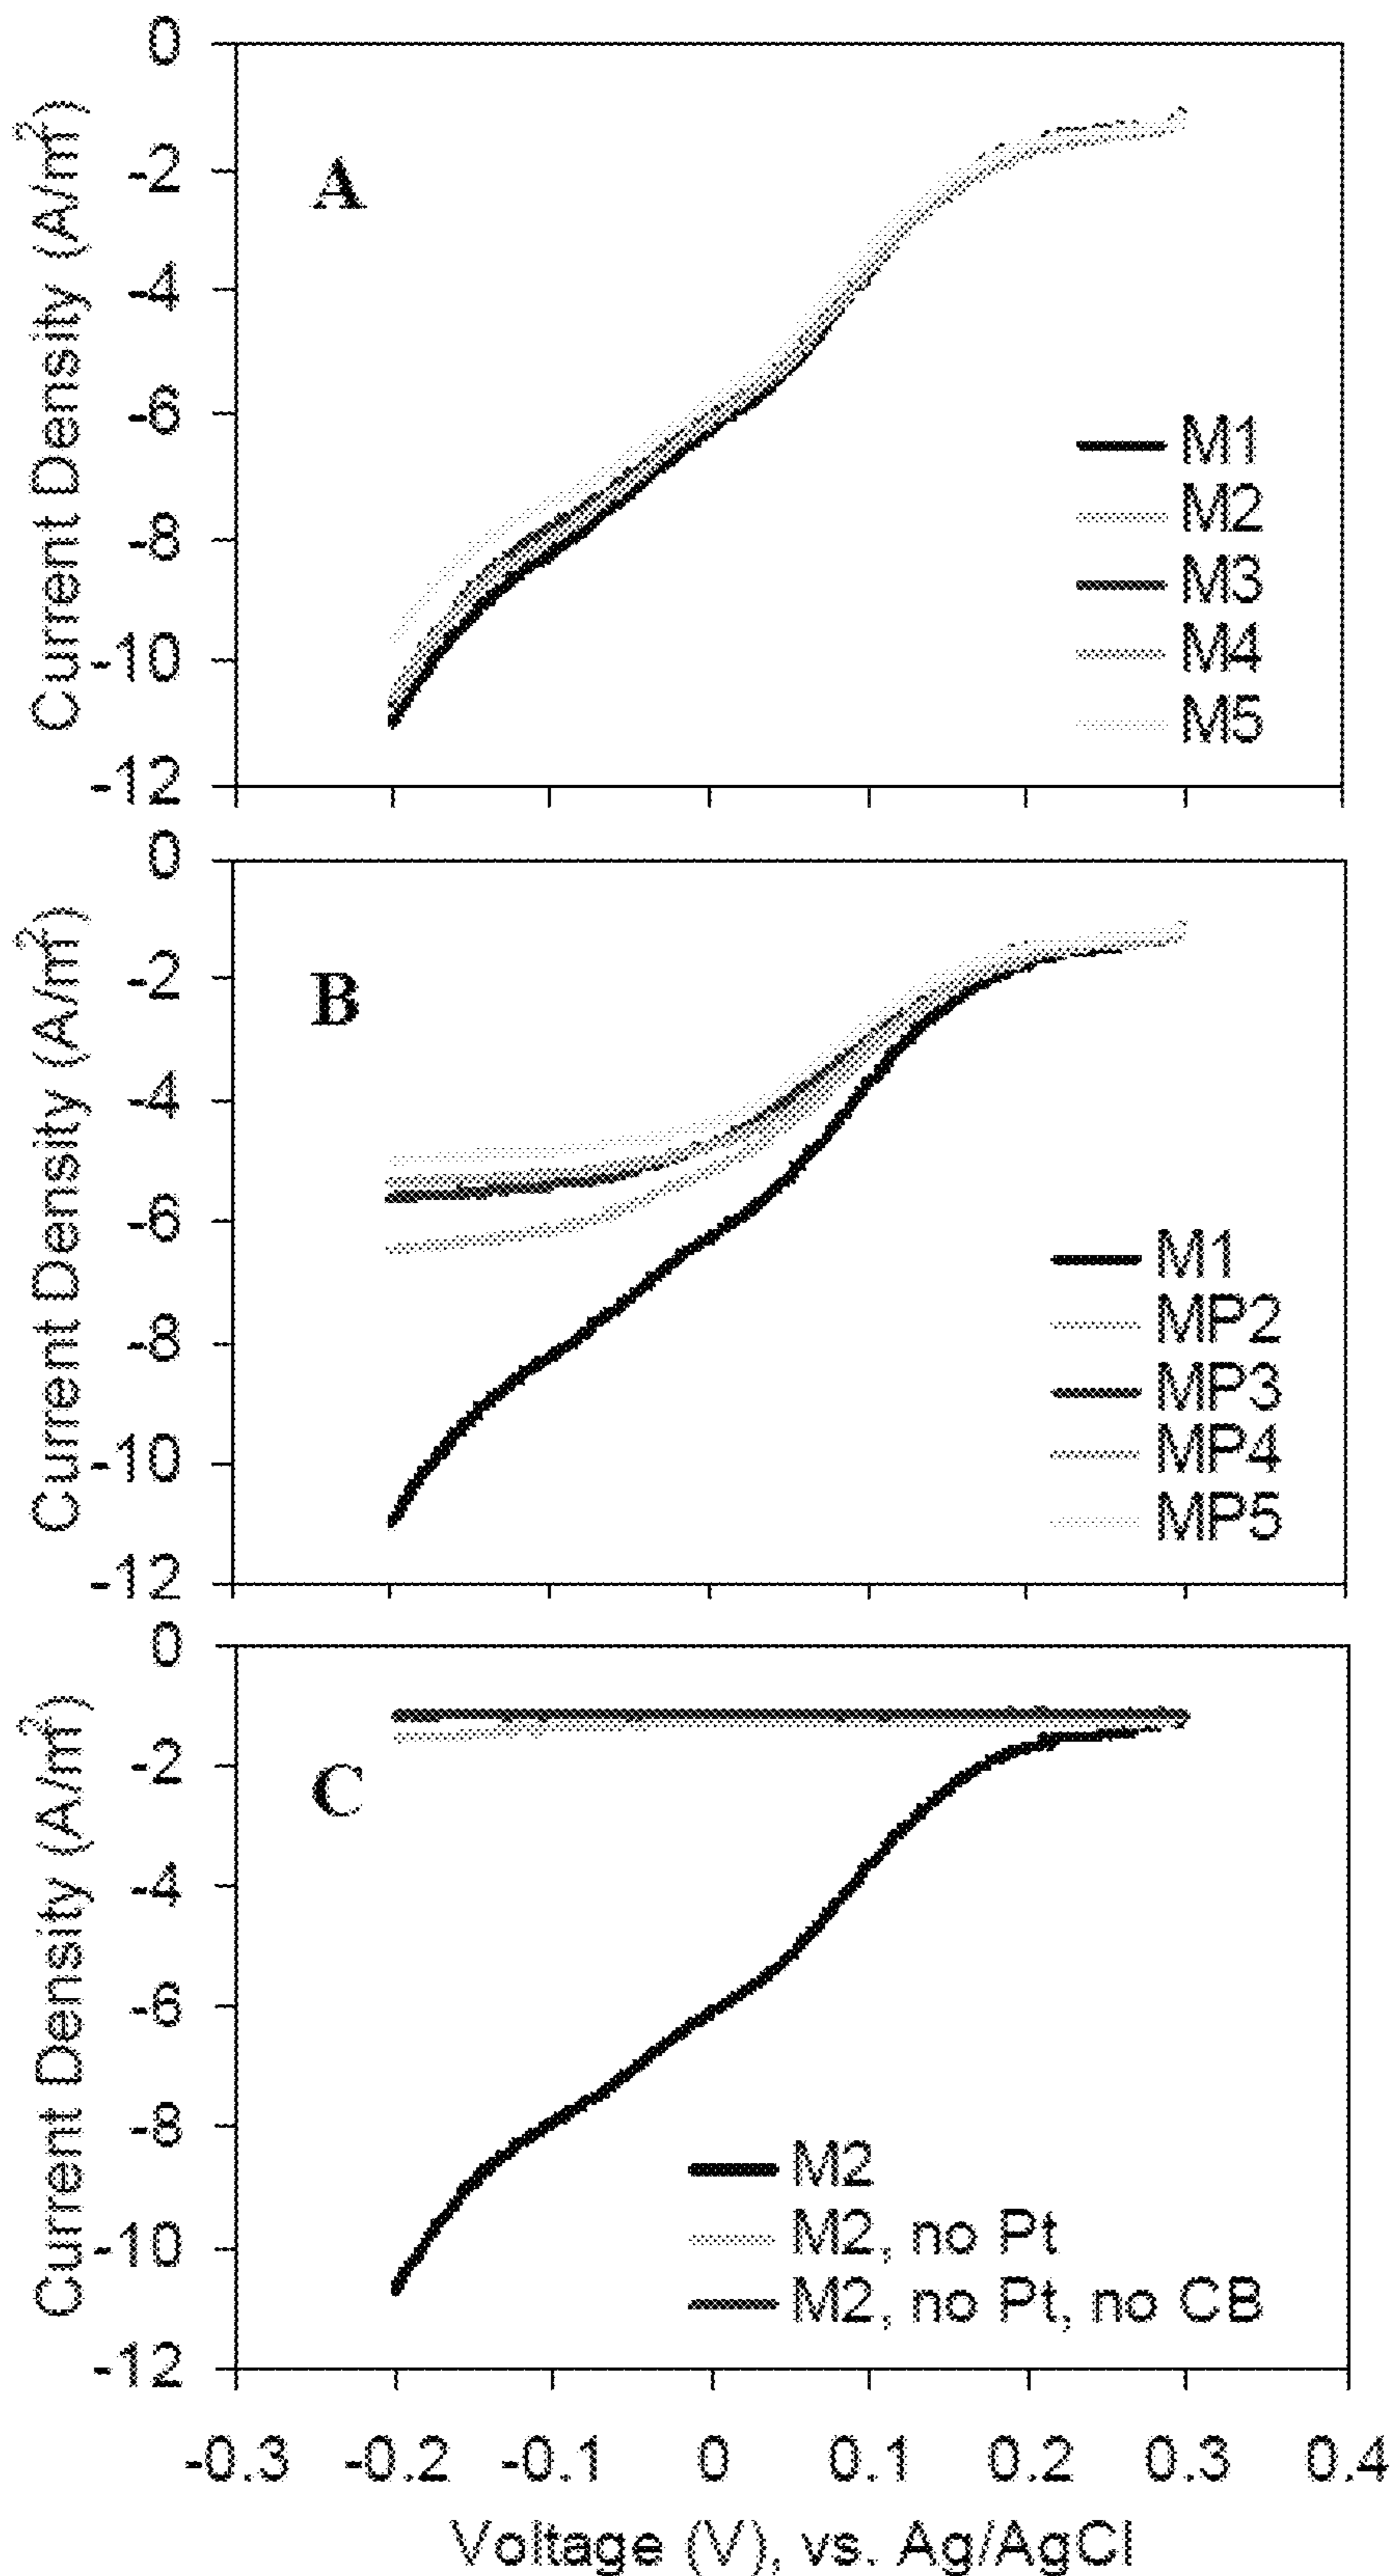 0
-2
-4
-6
-8
-10
-12
Current Density (A/m²)
A
M1
M2
M3
M4
M5
0
-2
-4
-6
-8
-10
-12
Current Density (A/m²)
B
M1
MP2
MP3
MP4
MP5
0
-2
-4
-6
-8
-10
-12
Current Density (A/m²)
C
M2
M2, no Pt
M2, no Pt, no CB
-0.3 -0.2 -0.1 0 0.1 0.2 0.3 0.4
Voltage (V), vs. Ag/AgCl